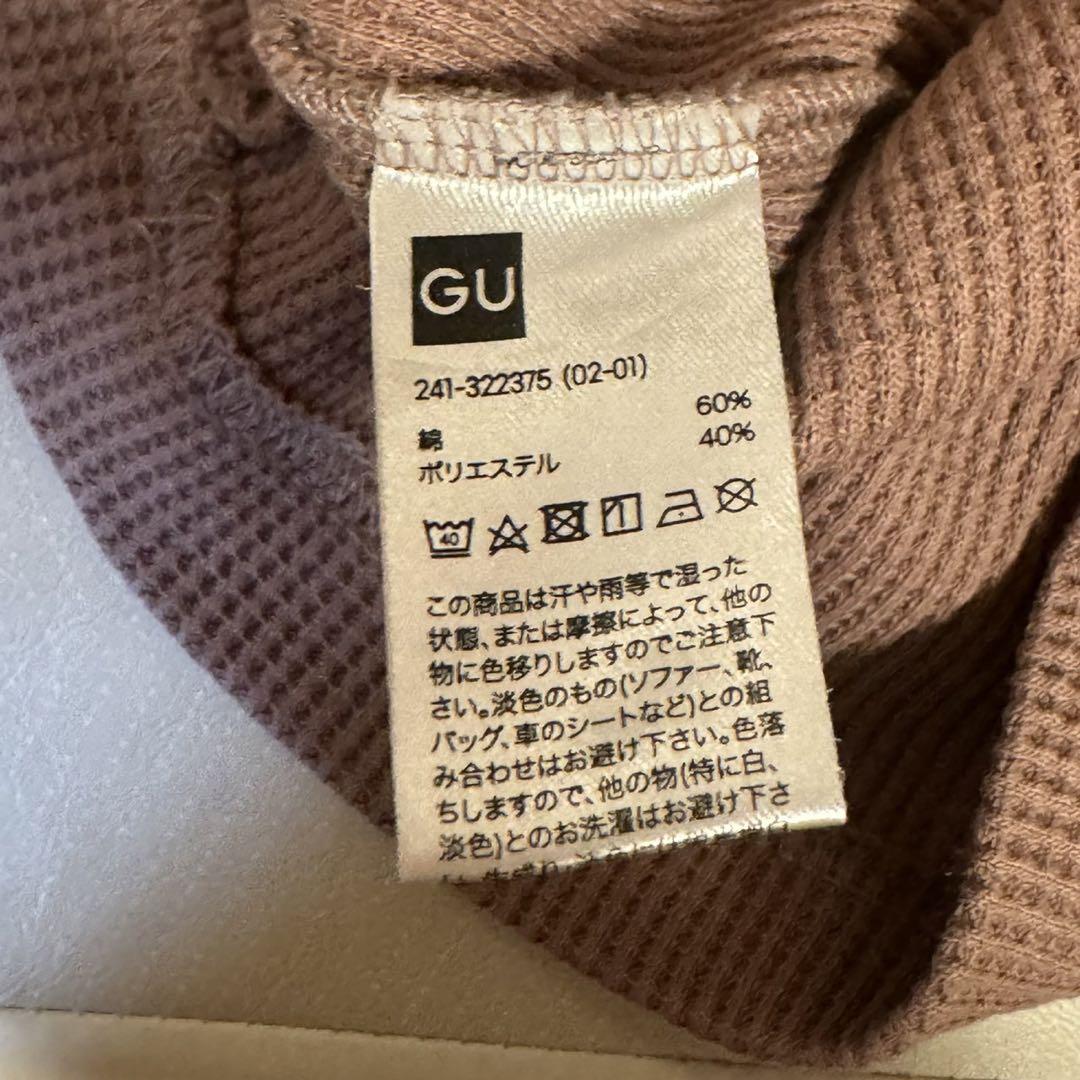 GU
241-322375 (02-01)
綿 60%
ポリエステル 40%
40
この商品は汗や雨等で湿った
状態、または摩擦によって、他の
物に色移りしますのでご注意下
さい。淡色のもの(ソファー、靴、
バッグ、車のシートなど)との組
み合わせはお避け下さい。色落
ちしますので、他の物(特に白、
淡色)とのお洗濯はお避け下さ